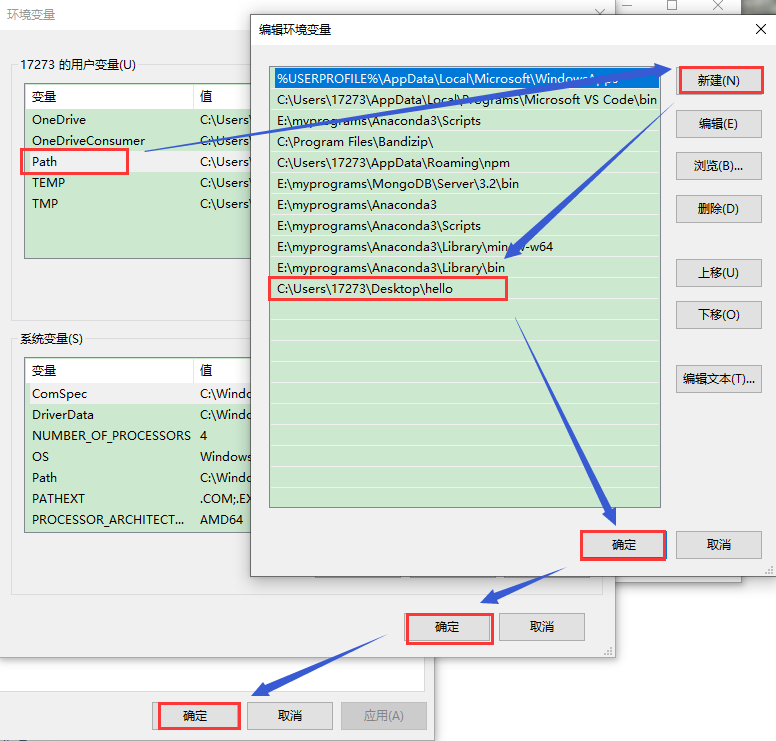 环境变量
17273 的用户变量(U)
变量 值
OneDrive C:\Users\
OneDriveConsumer C:\Users\
Path C:\Users\
TEMP C:\Users\
TMP C:\Users\
系统变量(S)
变量 值
ComSpec C:\Windo
DriverData C:\Windo
NUMBER_OF_PROCESSORS 4
OS Windows
Path C:\Windo
PATHEXT .COM;.EX
PROCESSOR_ARCHITECT... AMD64
确定 取消
确定 取消 应用(A)
编辑环境变量
%USERPROFILE%\AppData\Local\Microsoft\WindowsApps
C:\Users\17273\AppData\Local\Programs\Microsoft VS Code\bin
E:\myprograms\Anaconda3\Scripts
C:\Program Files\Bandizip\
C:\Users\17273\AppData\Roaming\npm
E:\myprograms\MongoDB\Server\3.2\bin
E:\myprograms\Anaconda3
E:\myprograms\Anaconda3\Scripts
E:\myprograms\Anaconda3\Library\mingw-w64
E:\myprograms\Anaconda3\Library\bin
C:\Users\17273\Desktop\hello
新建(N)
编辑(E)
浏览(B)...
删除(D)
上移(U)
下移(O)
编辑文本(T)...
确定 取消